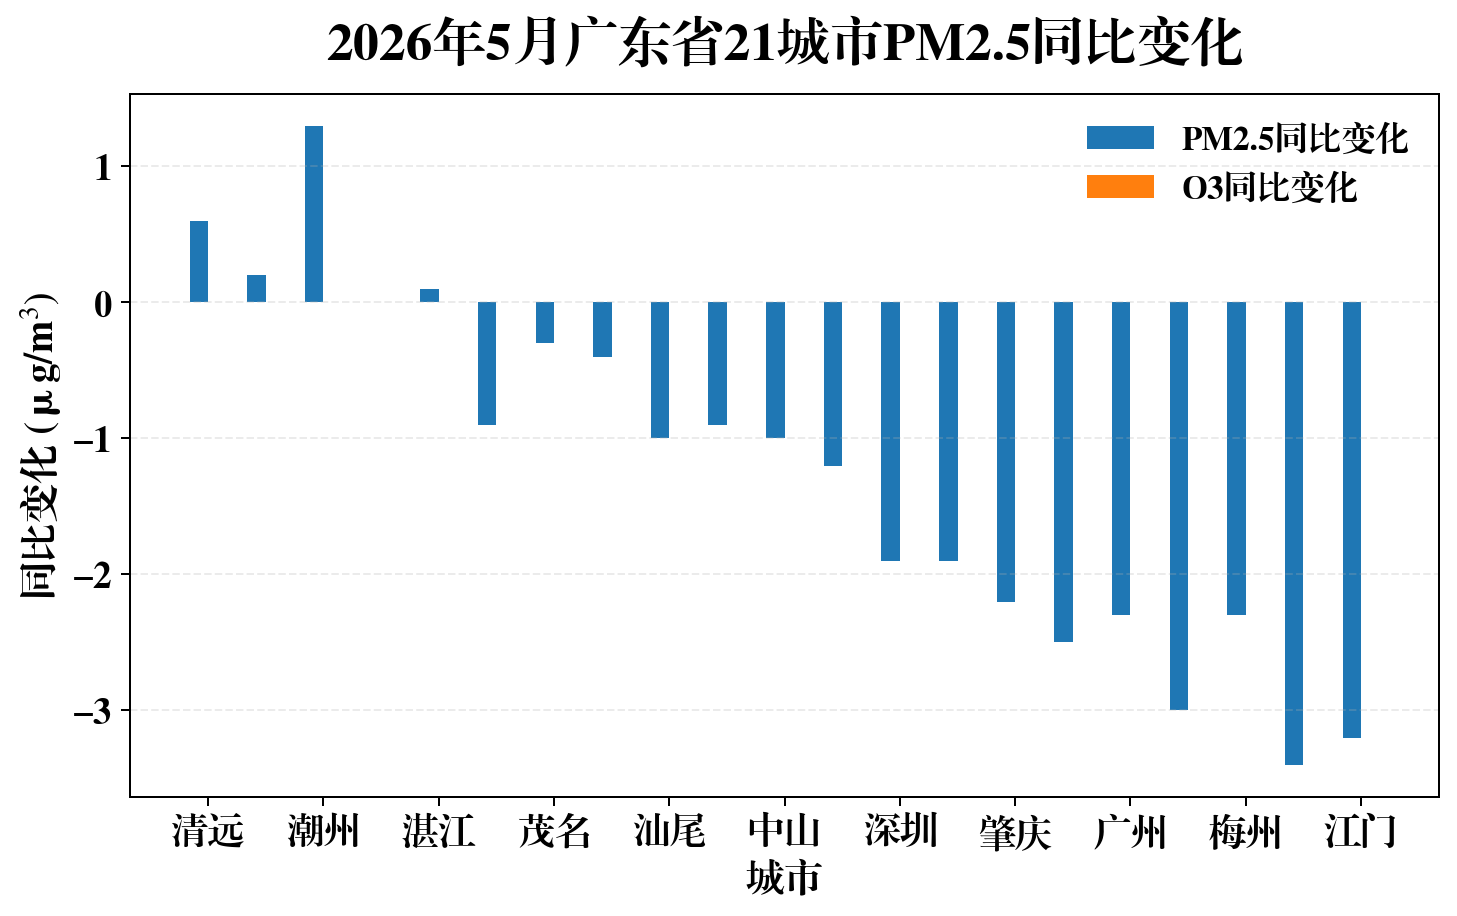 2026年5月广东省21城市PM2.5同比变化
PM2.5同比变化
O3同比变化
同比变化 (μg/m³)
1
0
−1
−2
−3
清远 潮州 湛江 茂名 汕尾 中山 深圳 肇庆 广州 梅州 江门
城市